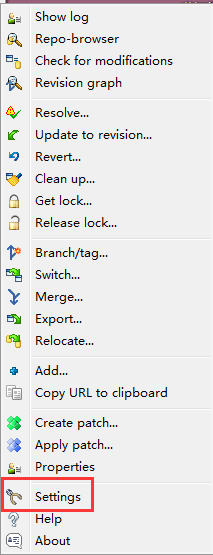 Show log
Repo-browser
Check for modifications
Revision graph
Resolve...
Update to revision...
Revert...
Clean up...
Get lock...
Release lock...
Branch/tag...
Switch...
Merge...
Export...
Relocate...
Add...
Copy URL to clipboard
Create patch...
Apply patch...
Properties
Settings
Help
About